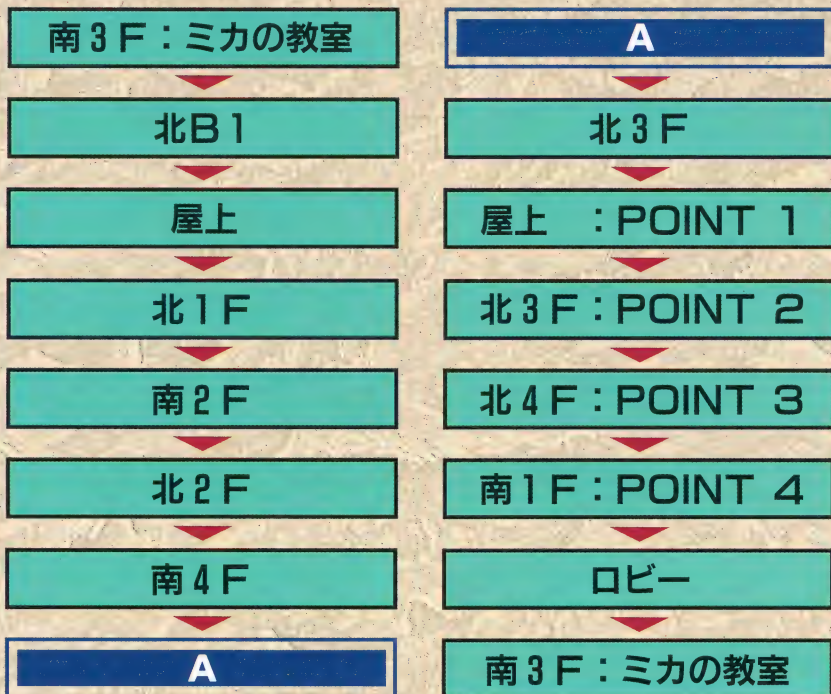 南3F：ミカの教室
北B1
屋上
北1F
南2F
北2F
南4F
A
A
北3F
屋上　：POINT 1
北3F：POINT 2
北4F：POINT 3
南1F：POINT 4
ロビー
南3F：ミカの教室